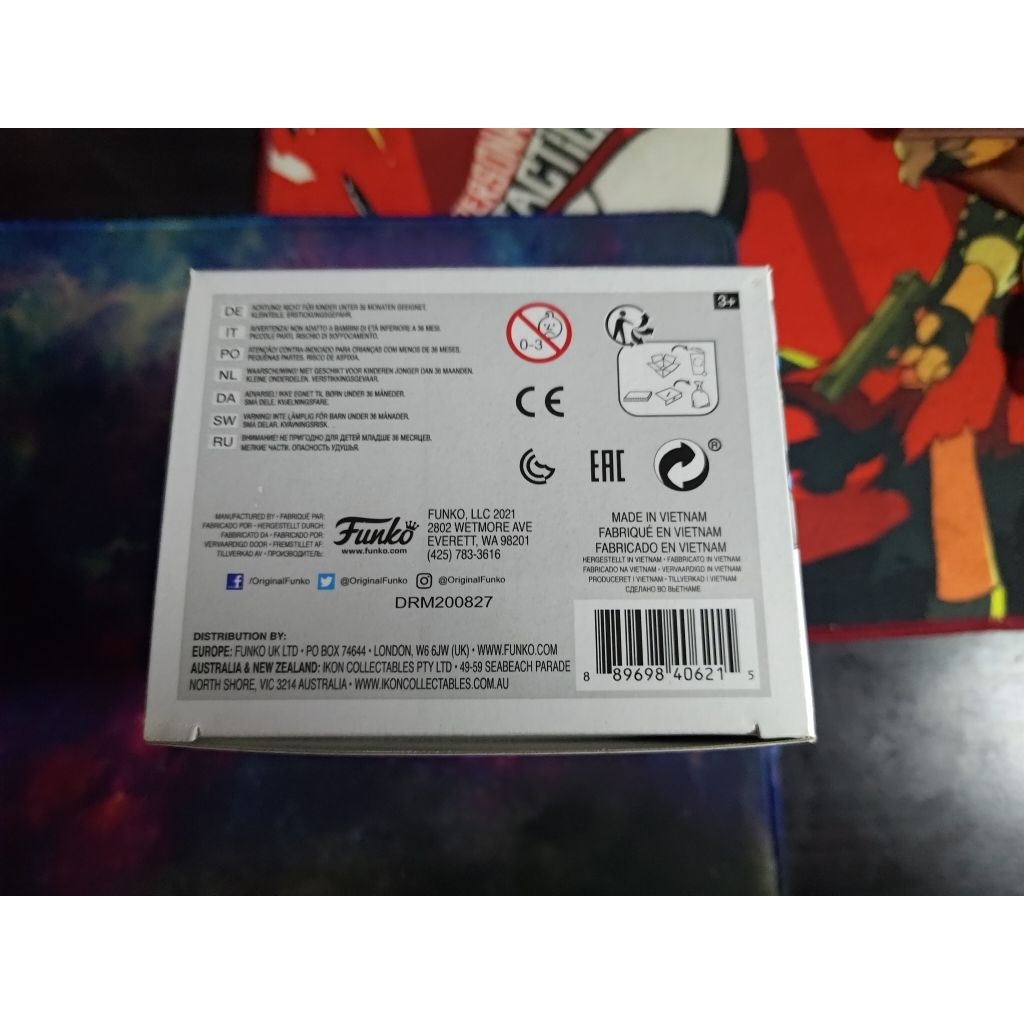 PERSONA
TACTIC
3+
DE ACHTUNG! NICHT FÜR KINDER UNTER 36 MONATEN GEEIGNET.
KLEINTEILE. ERSTICKUNGSGEFAHR.
IT AVVERTENZA! NON ADATTO A BAMBINI DI ETÀ INFERIORE A 36 MESI.
PICCOLE PARTI. RISCHIO DI SOFFOCAMENTO.
PO ATENÇÃO! CONTRA-INDICADO PARA CRIANÇAS COM MENOS DE 36 MESES.
PEQUENAS PARTES. RISCO DE ASFIXIA.
NL WAARSCHUWING! NIET GESCHIKT VOOR KINDEREN JONGER DAN 36 MAANDEN.
KLEINE ONDERDELEN. VERSTIKKINGSGEVAAR.
DA ADVARSEL! IKKE EGNET TIL BØRN UNDER 36 MÅNEDER.
SMÅ DELE. KVÆLNINGSFARE.
SW VARNING! INTE LÄMPLIG FÖR BARN UNDER 36 MÅNADER.
SMÅ DELAR. KVÄVNINGSRISK.
RU ВНИМАНИЕ! НЕ ПРИГОДНО ДЛЯ ДЕТЕЙ МЛАДШЕ 36 МЕСЯЦЕВ.
МЕЛКИЕ ЧАСТИ. ОПАСНОСТЬ УДУШЬЯ.
0-3
CE
EAC
®
MANUFACTURED BY • FABRIQUÉ PAR:
FABRICADO POR • HERGESTELLT DURCH:
FABBRICATO DA • FABRICADO POR:
VERVAARDIGD DOOR • FREMSTILLET AF:
TILLVERKAD AV • ПРОИЗВОДИТЕЛЬ:
Funko
www.funko.com
FUNKO, LLC 2021
2802 WETMORE AVE
EVERETT, WA 98201
(425) 783-3616
MADE IN VIETNAM
FABRIQUÉ EN VIETNAM
FABRICADO EN VIETNAM
HERGESTELLT IN VIETNAM • FABBRICATO IN VIETNAM
FABRICADO NA VIETNAM • VERVAARDIGD IN VIETNAM
PRODUCERET I VIETNAM • TILLVERKAD I VIETNAM
СДЕЛАНО ВО ВЬЕТНАМЕ
/OriginalFunko @OriginalFunko @OriginalFunko
DRM200827
DISTRIBUTION BY:
EUROPE: FUNKO UK LTD • PO BOX 74644 • LONDON, W6 6JW (UK) • WWW.FUNKO.COM
AUSTRALIA & NEW ZEALAND: IKON COLLECTABLES PTY LTD • 49-59 SEABEACH PARADE
NORTH SHORE, VIC 3214 AUSTRALIA • WWW.IKONCOLLECTABLES.COM.AU
8 89698 40621 5